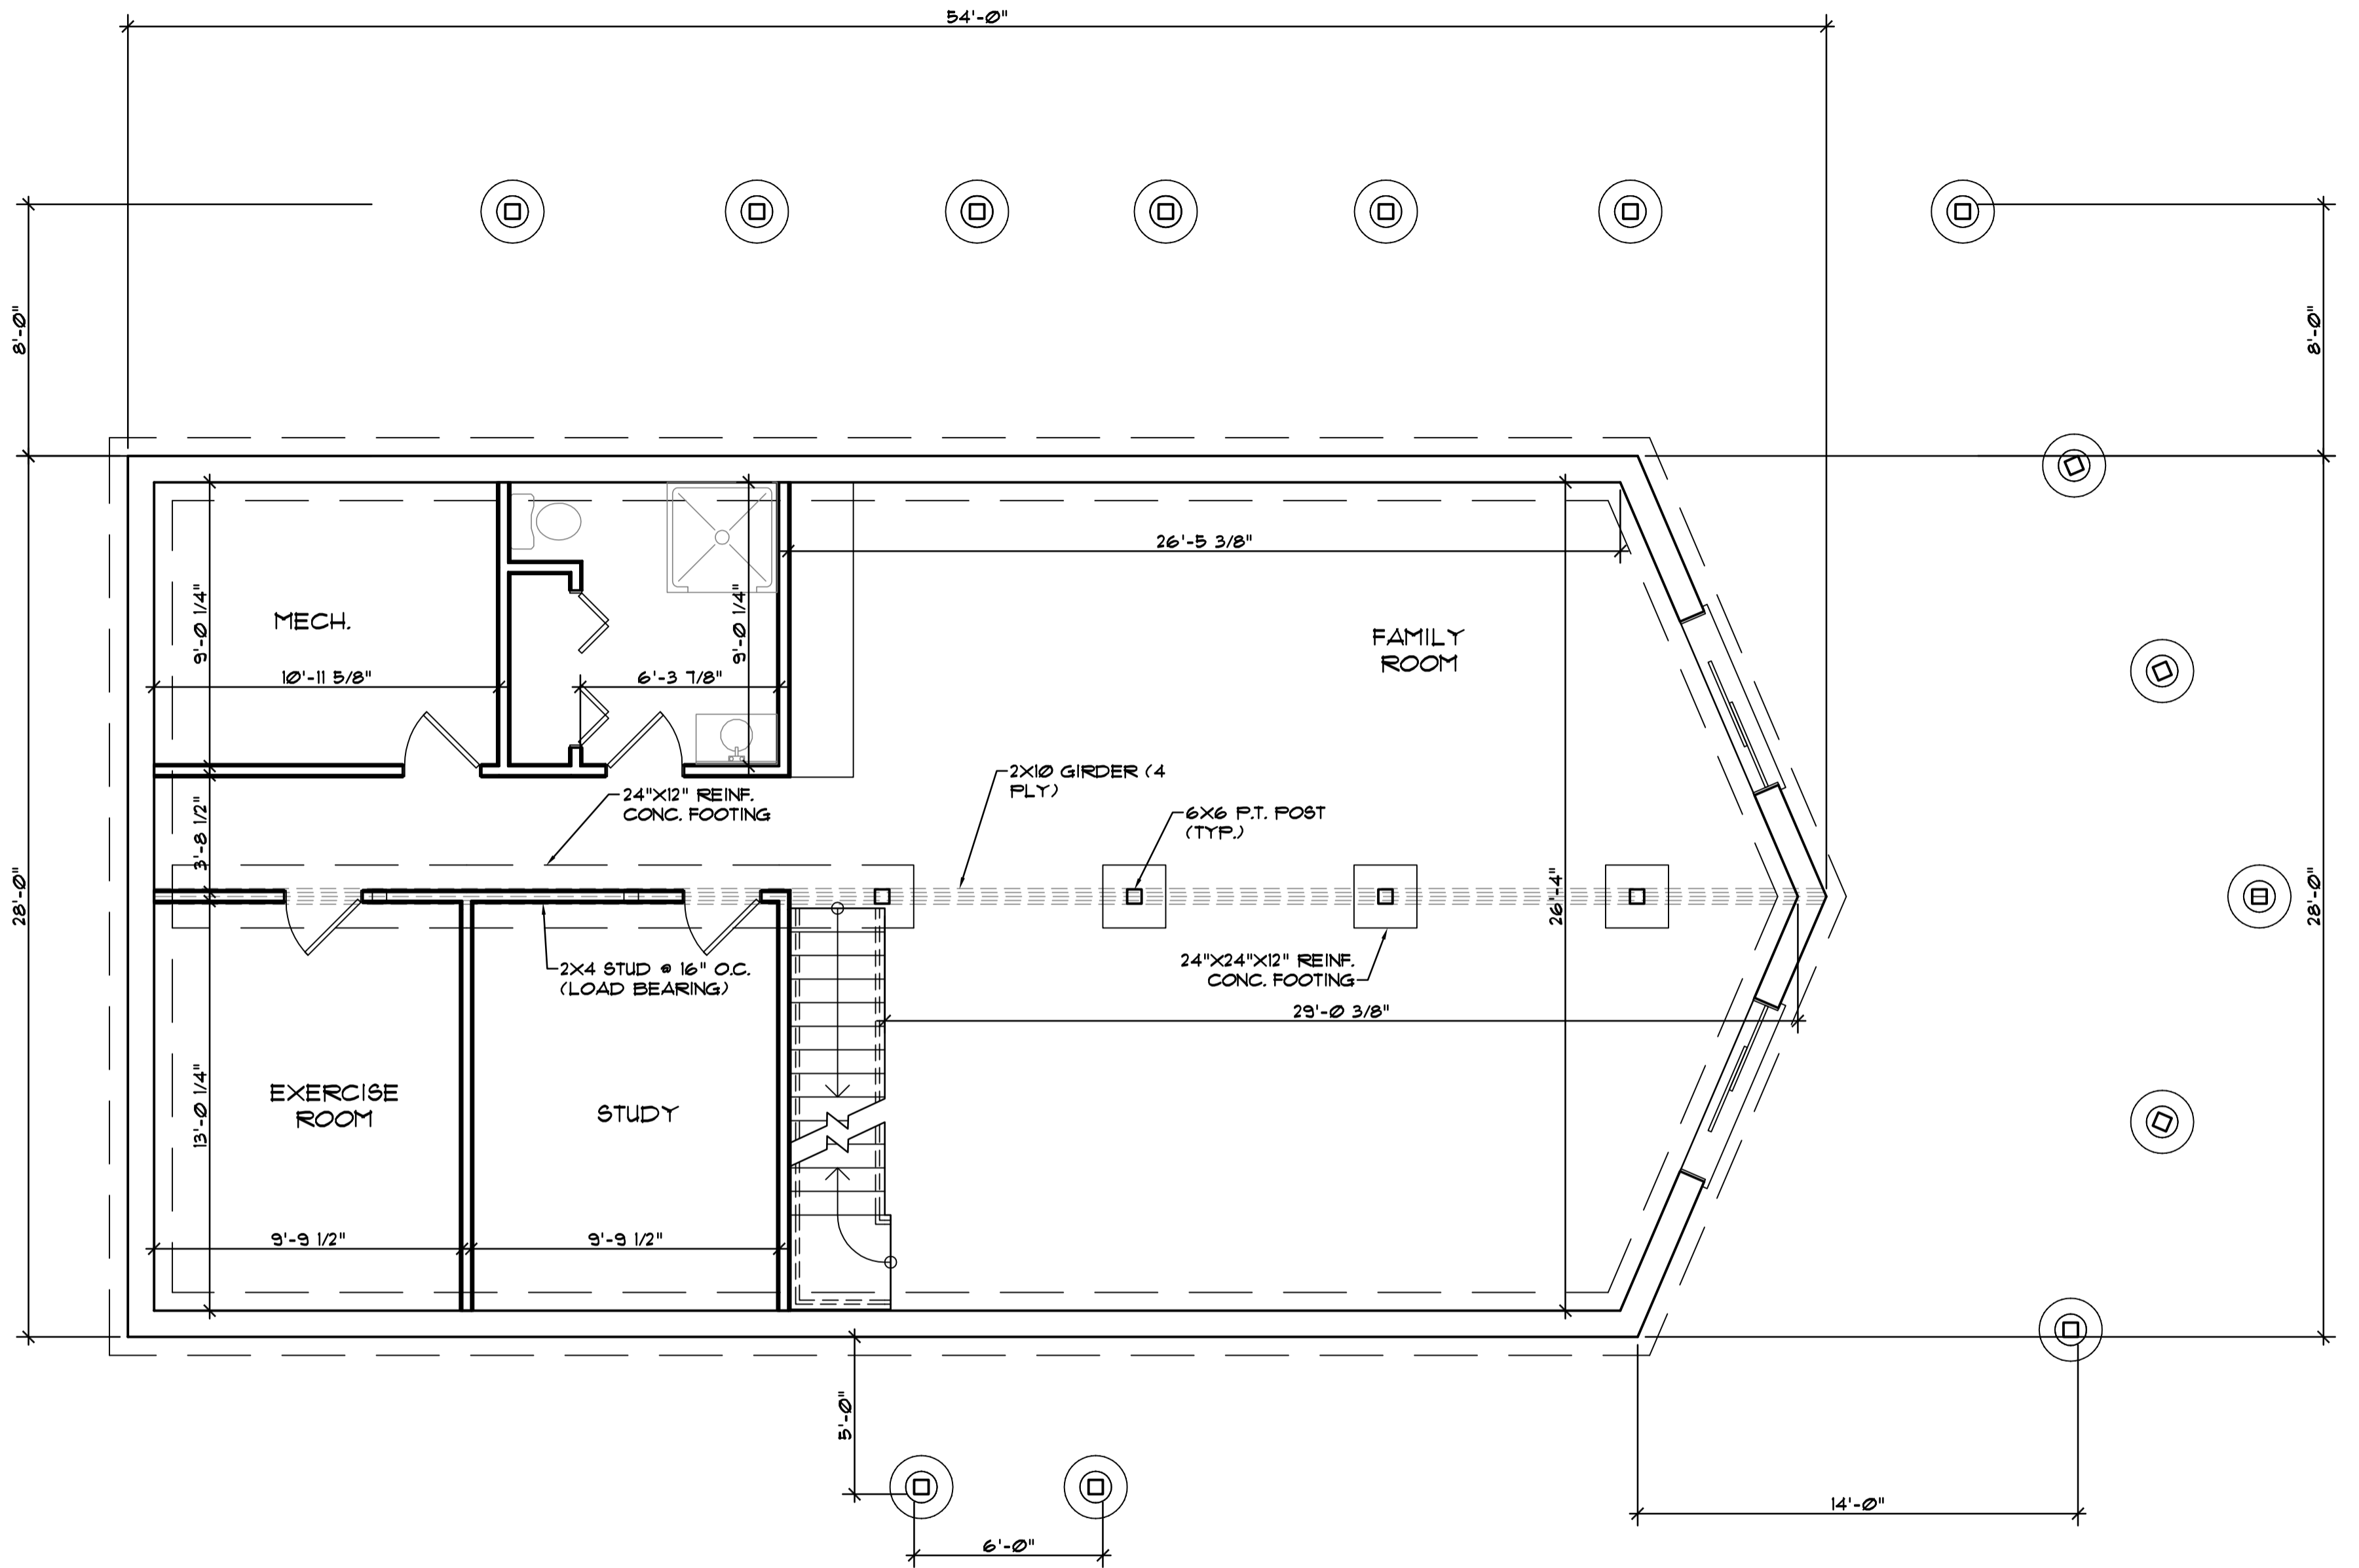 54'-0"
8'-0"
8'-0"
26'-5 3/8"
9'-0 1/4"
9'-0 1/4"
MECH.
FAMILY
ROOM
10'-11 5/8"
6'-3 7/8"
2X10 GIRDER (4
PLY)
24"X12" REINF.
CONC. FOOTING
6X6 P.T. POST
(TYP.)
3'-8 1/2"
28'-0"
26'-4"
28'-0"
2X4 STUD @ 16" O.C.
(LOAD BEARING)
24"X24"X12" REINF.
CONC. FOOTING
29'-0 3/8"
13'-0 1/4"
EXERCISE
ROOM
STUDY
9'-9 1/2"
9'-9 1/2"
5'-0"
14'-0"
6'-0"